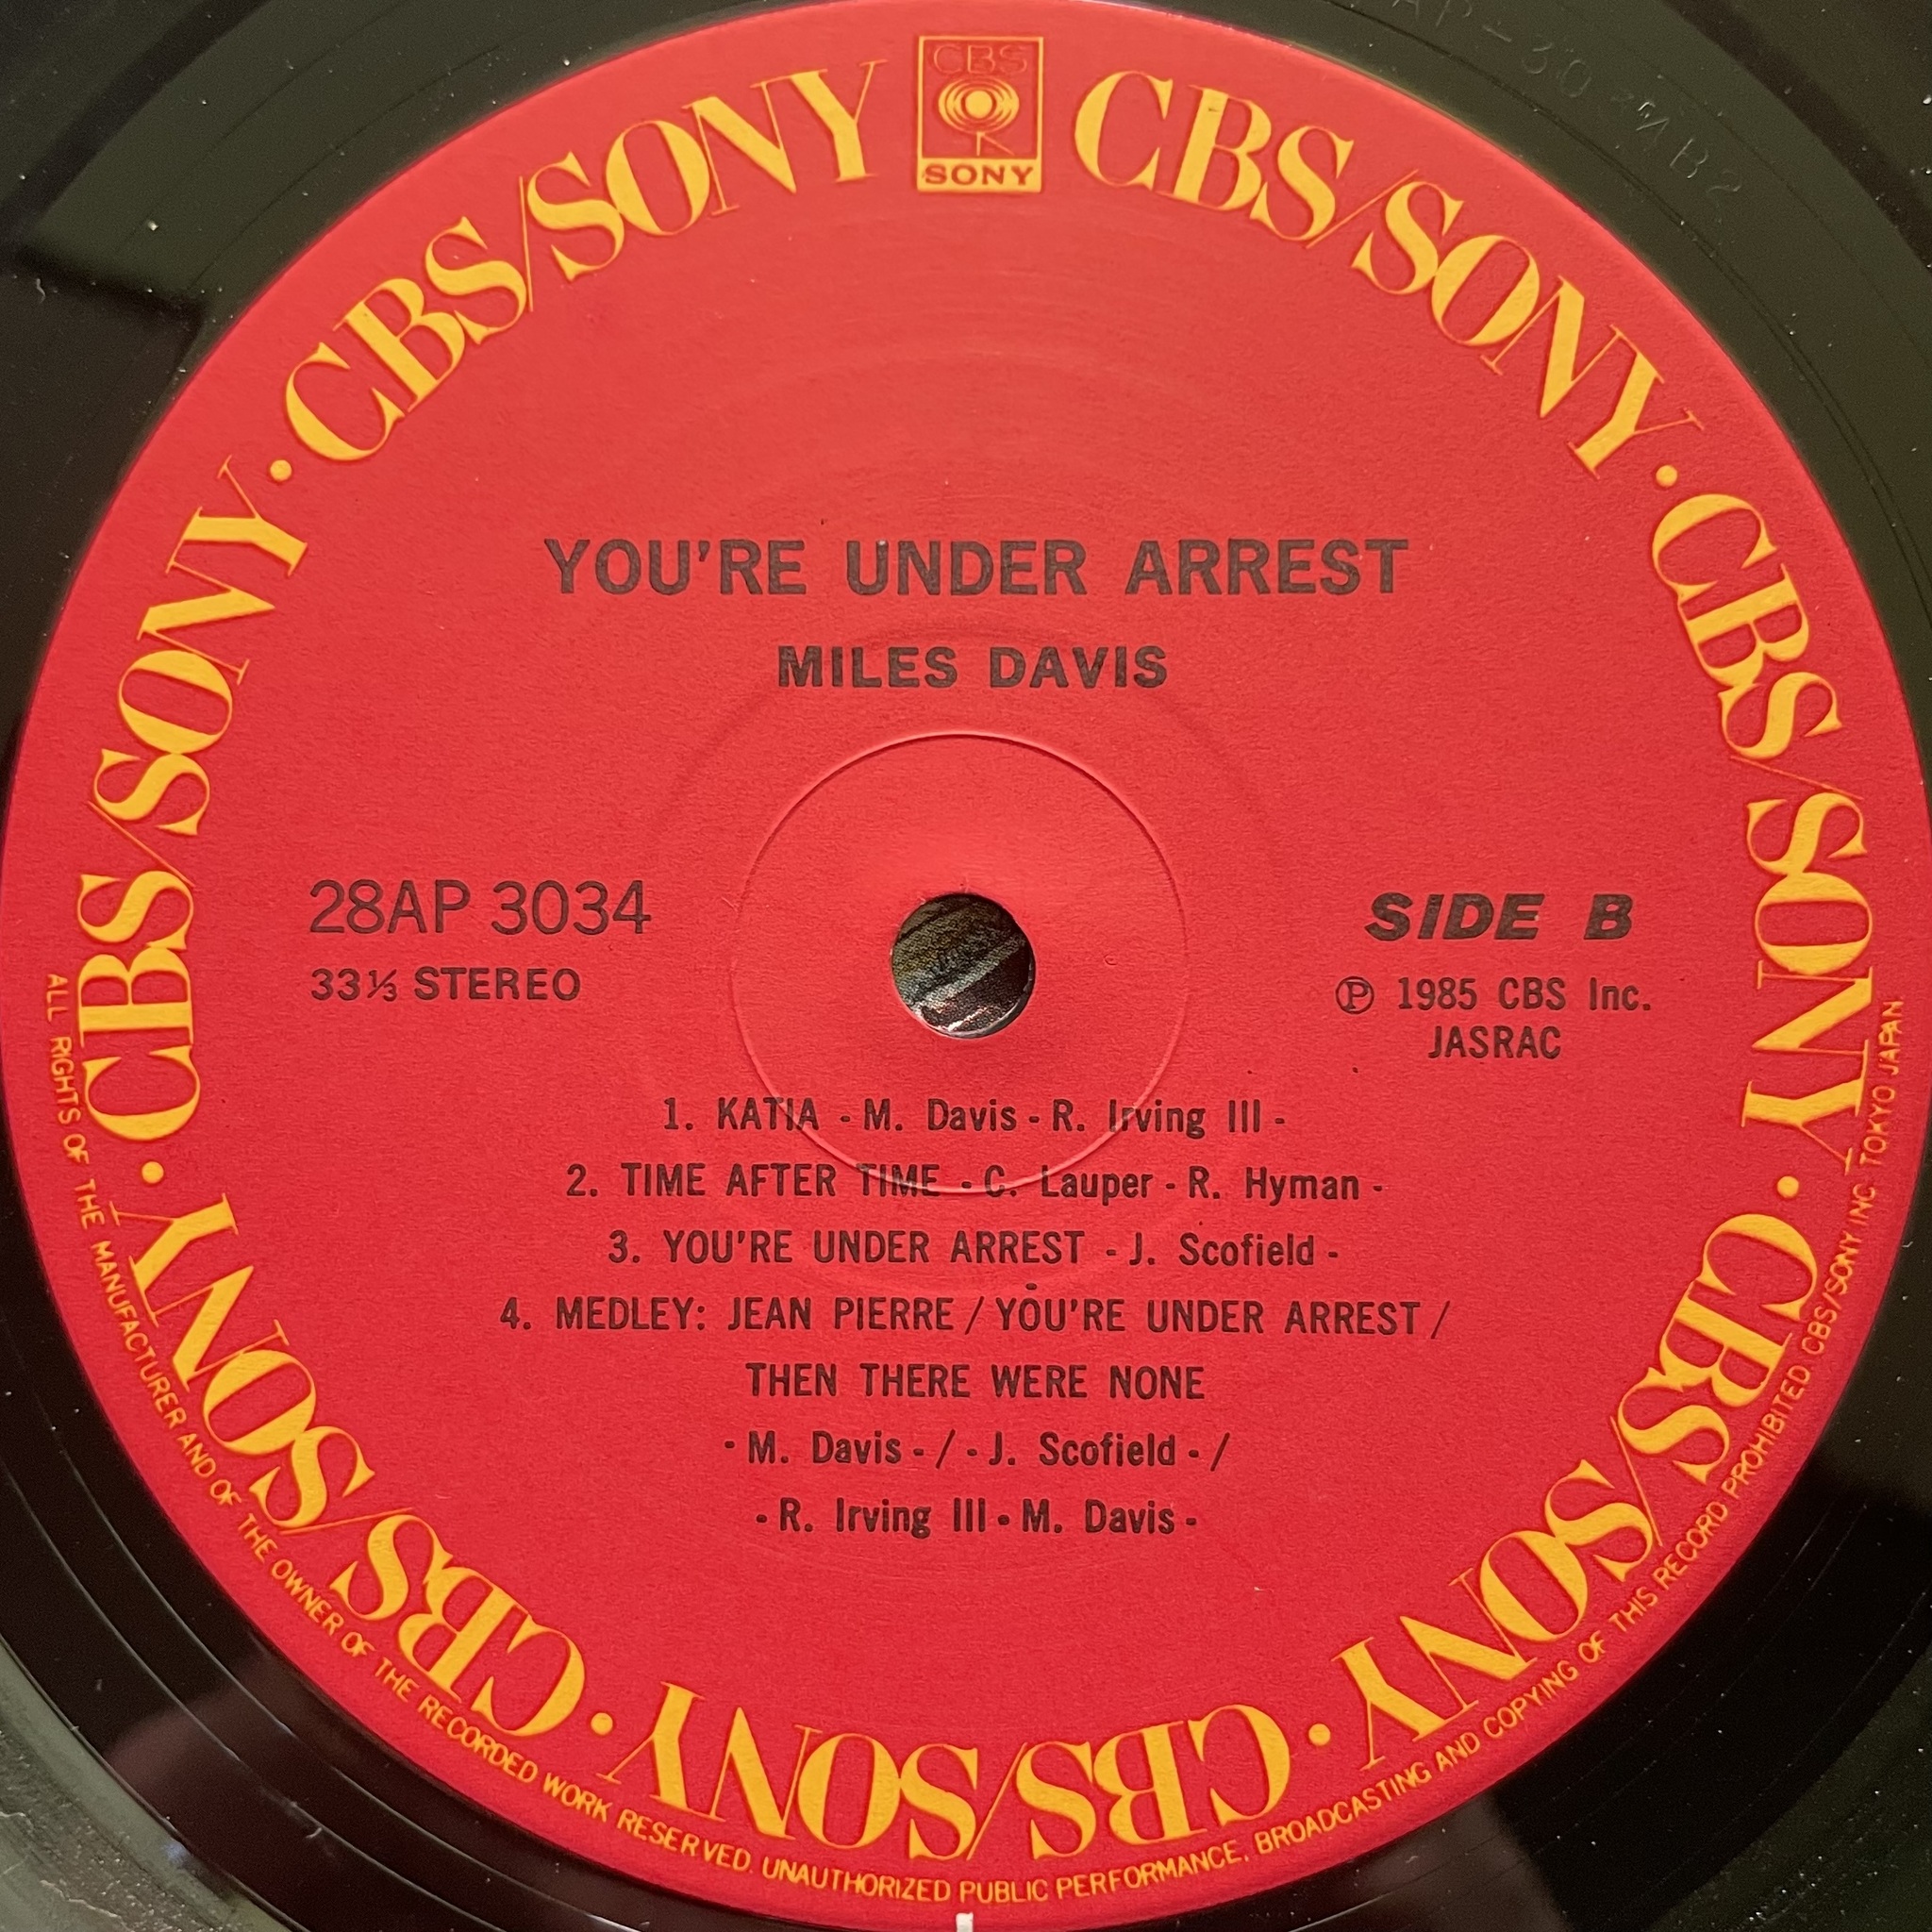 CBS
SONY
CBS/SONY · CBS/SONY · CBS/SONY · CBS/SONY · CBS/SONY · CBS/SONY · CBS/SONY · CBS/SONY
YOU'RE UNDER ARREST
MILES DAVIS
28AP 3034
33⅓ STEREO
SIDE B
Ⓟ 1985 CBS Inc.
JASRAC
1. KATIA - M. Davis - R. Irving III -
2. TIME AFTER TIME - C. Lauper - R. Hyman -
3. YOU'RE UNDER ARREST - J. Scofield -
4. MEDLEY: JEAN PIERRE / YOU'RE UNDER ARREST /
THEN THERE WERE NONE
- M. Davis - / - J. Scofield - /
- R. Irving III - M. Davis -
ALL RIGHTS OF THE MANUFACTURER AND OF THE OWNER OF THE RECORDED WORK RESERVED. UNAUTHORIZED PUBLIC PERFORMANCE, BROADCASTING AND COPYING OF THIS RECORD PROHIBITED CBS/SONY INC. TOKYO JAPAN